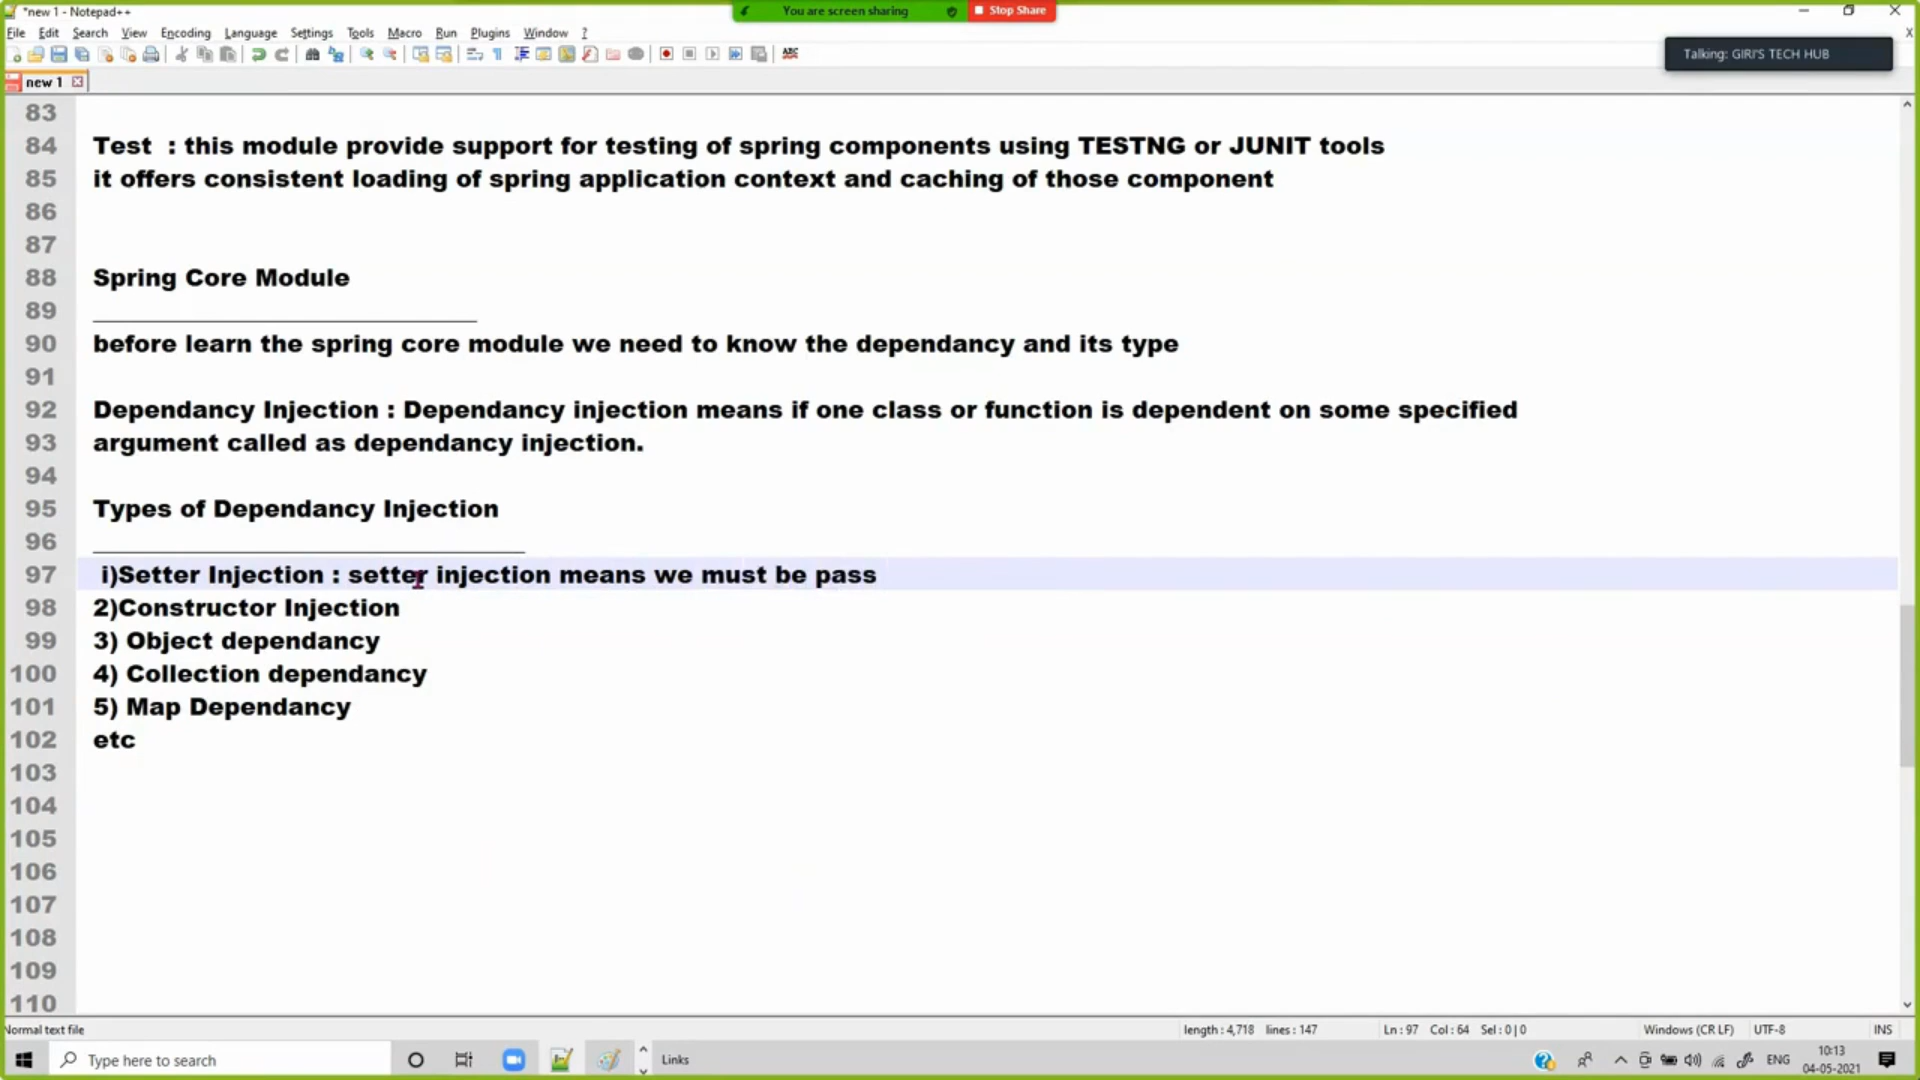 *new 1 - Notepad++
You are screen sharing
Stop Share
File Edit Search View Encoding Language Settings Tools Macro Run Plugins Window ? X
Talking: GIRI'S TECH HUB
new 1
83
84 Test : this module provide support for testing of spring components using TESTNG or JUNIT tools
85 it offers consistent loading of spring application context and caching of those component
86
87
88 Spring Core Module
89 ___________________________
90 before learn the spring core module we need to know the dependancy and its type
91
92 Dependancy Injection : Dependancy injection means if one class or function is dependent on some specified
93 argument called as dependancy injection.
94
95 Types of Dependancy Injection
96 ______________________________
97 i)Setter Injection : setter injection means we must be pass
98 2)Constructor Injection
99 3) Object dependancy
100 4) Collection dependancy
101 5) Map Dependancy
102 etc
103
104
105
106
107
108
109
110
Normal text file length : 4,718 lines : 147 Ln : 97 Col : 64 Sel : 0 | 0 Windows (CR LF) UTF-8 INS
Type here to search Links ENG 10:13
04-05-2021